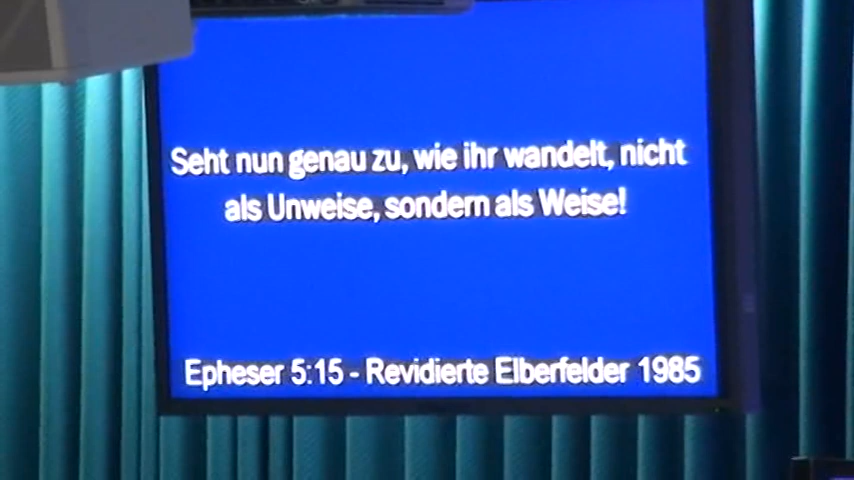 Seht nun genau zu, wie ihr wandelt, nicht
als Unweise, sondern als Weise!
Epheser 5:15 - Revidierte Elberfelder 1985